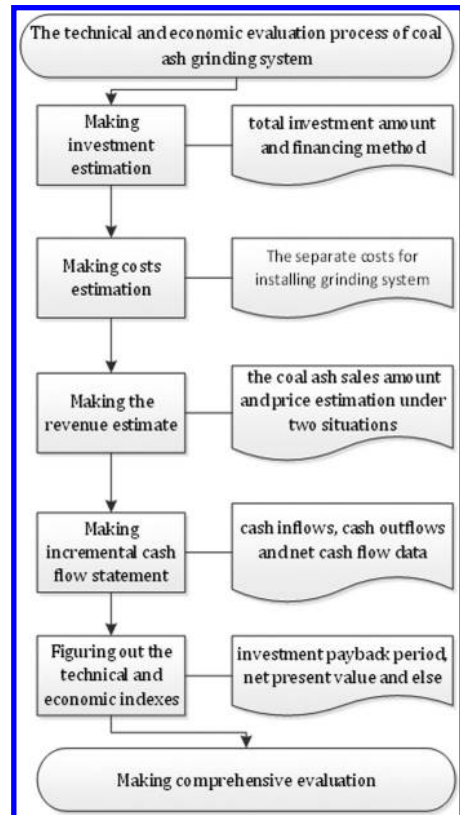 The technical and economic evaluation process of coal
ash grinding system
Making
investment
estimation
total investment amount
and financing method
Making costs
estimation
The separate costs for
installing grinding system
Making the
revenue estimate
the coal ash sales amount
and price estimation under
two situations
Making
incremental cash
flow statement
cash inflows, cash outflows
and net cash flow data
Figuring out the
technical and
economic indexes
investment payback period,
net present value and else
Making comprehensive evaluation